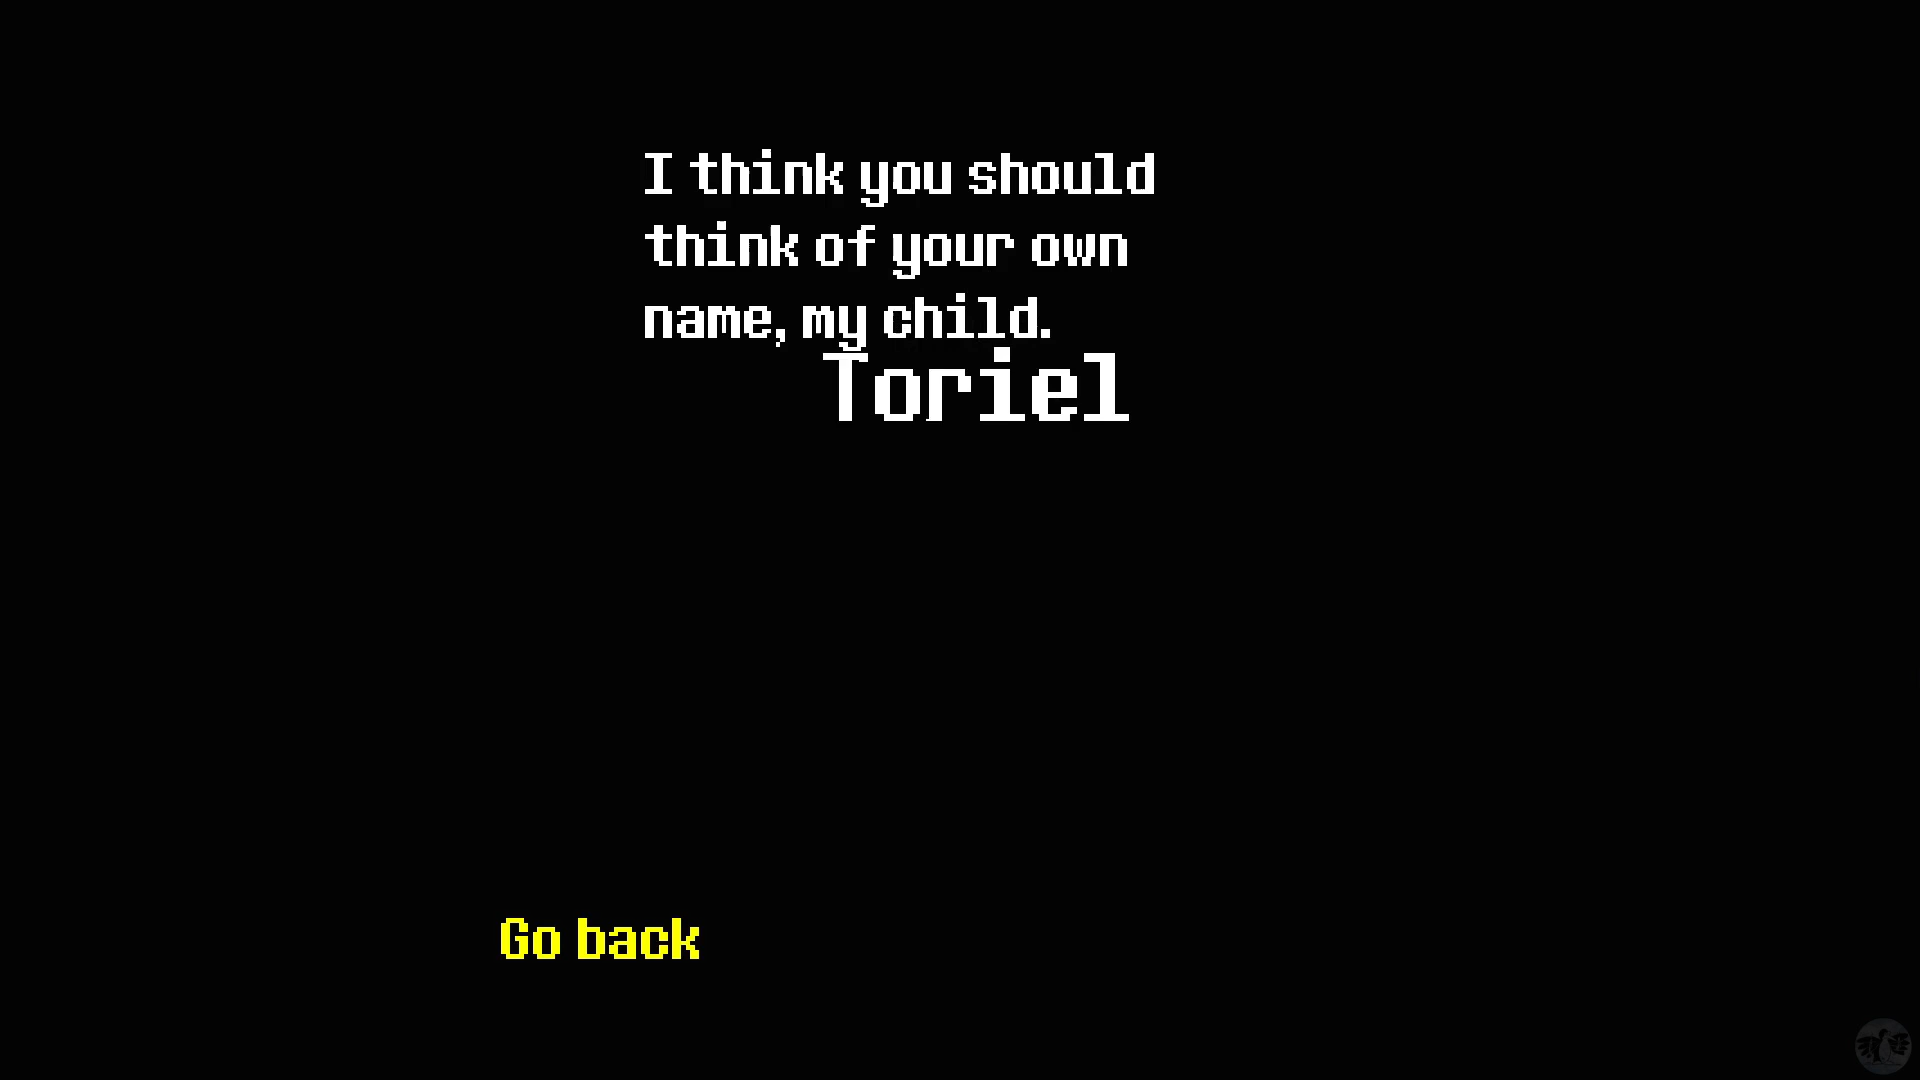 I think you should
think of your own
name, my child.
Toriel
Go back